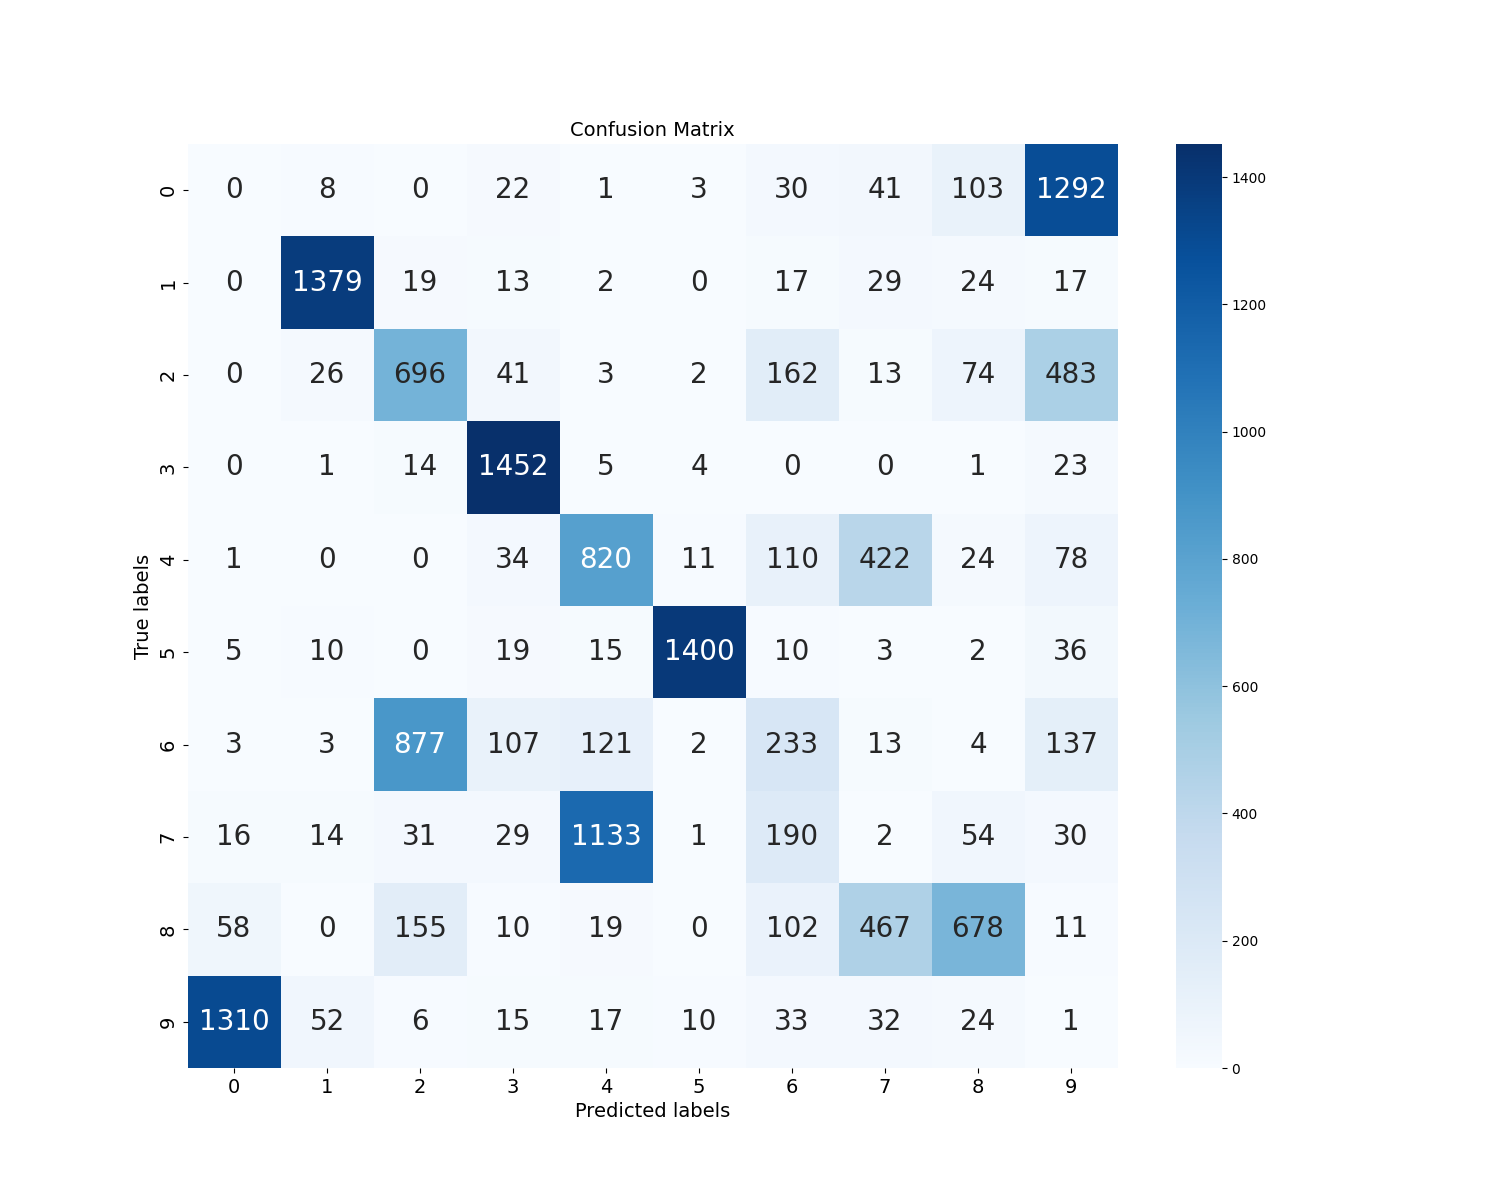 Confusion Matrix
0 0 8 0 22 1 3 30 41 103 1292
1 0 1379 19 13 2 0 17 29 24 17
2 0 26 696 41 3 2 162 13 74 483
3 0 1 14 1452 5 4 0 0 1 23
4 1 0 0 34 820 11 110 422 24 78
5 5 10 0 19 15 1400 10 3 2 36
6 3 3 877 107 121 2 233 13 4 137
7 16 14 31 29 1133 1 190 2 54 30
8 58 0 155 10 19 0 102 467 678 11
9 1310 52 6 15 17 10 33 32 24 1
0 1 2 3 4 5 6 7 8 9
Predicted labels
True labels
1400
1200
1000
800
600
400
200
0